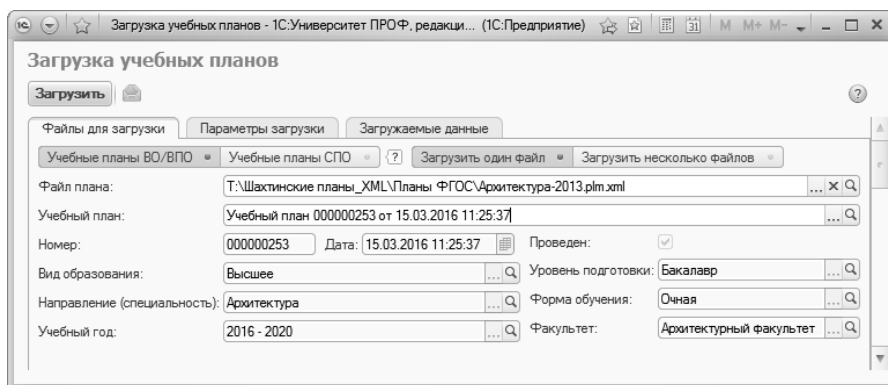 Загрузка учебных планов - 1С:Университет ПРОФ, редакци... (1С:Предприятие) 31 M M+ M-
Загрузка учебных планов
Загрузить ?
Файлы для загрузки Параметры загрузки Загружаемые данные
Учебные планы ВО/ВПО Учебные планы СПО ? Загрузить один файл Загрузить несколько файлов
Файл плана: T:\Шахтинские планы_XML\Планы ФГОС\Архитектура-2013.plm.xml ...
Учебный план: Учебный план 000000253 от 15.03.2016 11:25:37 ...
Номер: 000000253 Дата: 15.03.2016 11:25:37 Проведен:
Вид образования: Высшее ... Уровень подготовки: Бакалавр ...
Направление (специальность): Архитектура ... Форма обучения: Очная ...
Учебный год: 2016 - 2020 ... Факультет: Архитектурный факультет ...